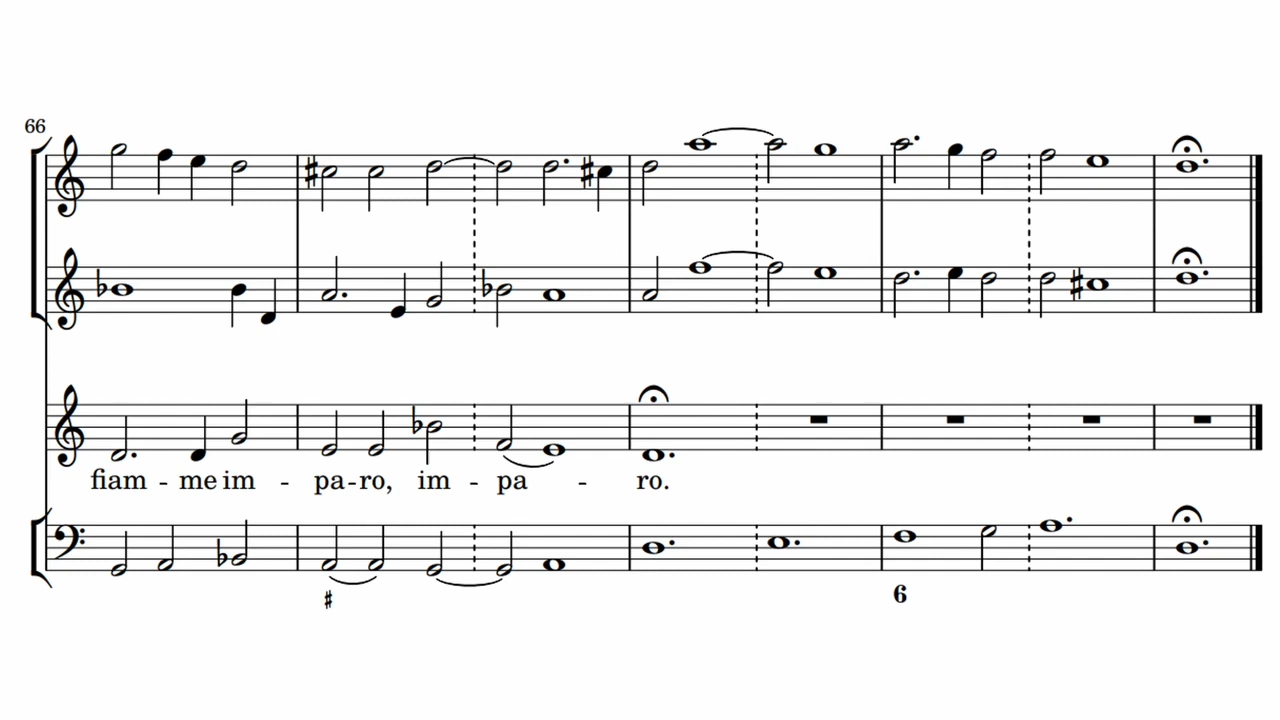 66
fiam - me im - pa - ro, im - pa - ro.
♯ 6